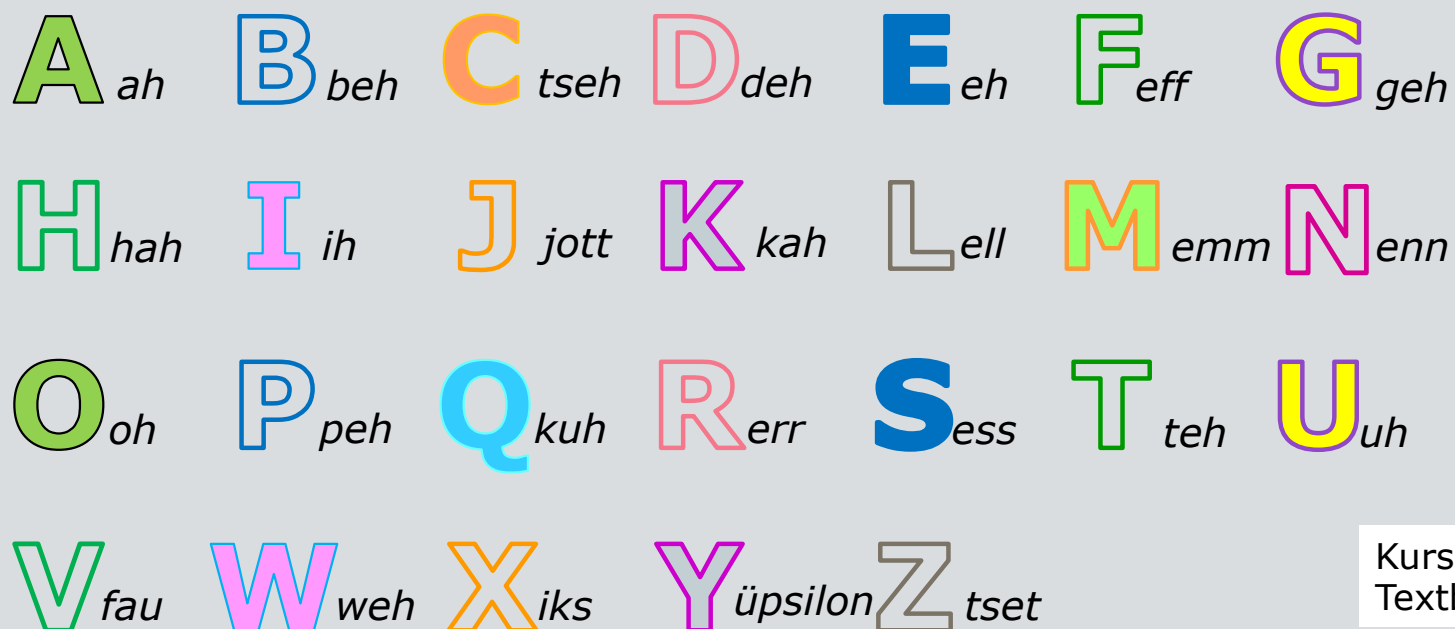 A ah B beh C tseh D deh E eh F eff G geh
H hah I ih J jott K kah L ell M emm N enn
O oh P peh Q kuh R err S ess T teh U uh
V fau W weh X iks Y üpsilon Z tset